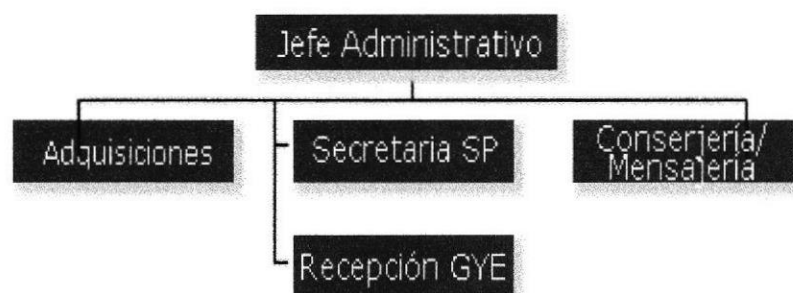 Jefe Administrativo
Adquisiciones
Secretaria SP
Conserjería/
Mensajería
Recepción GYE